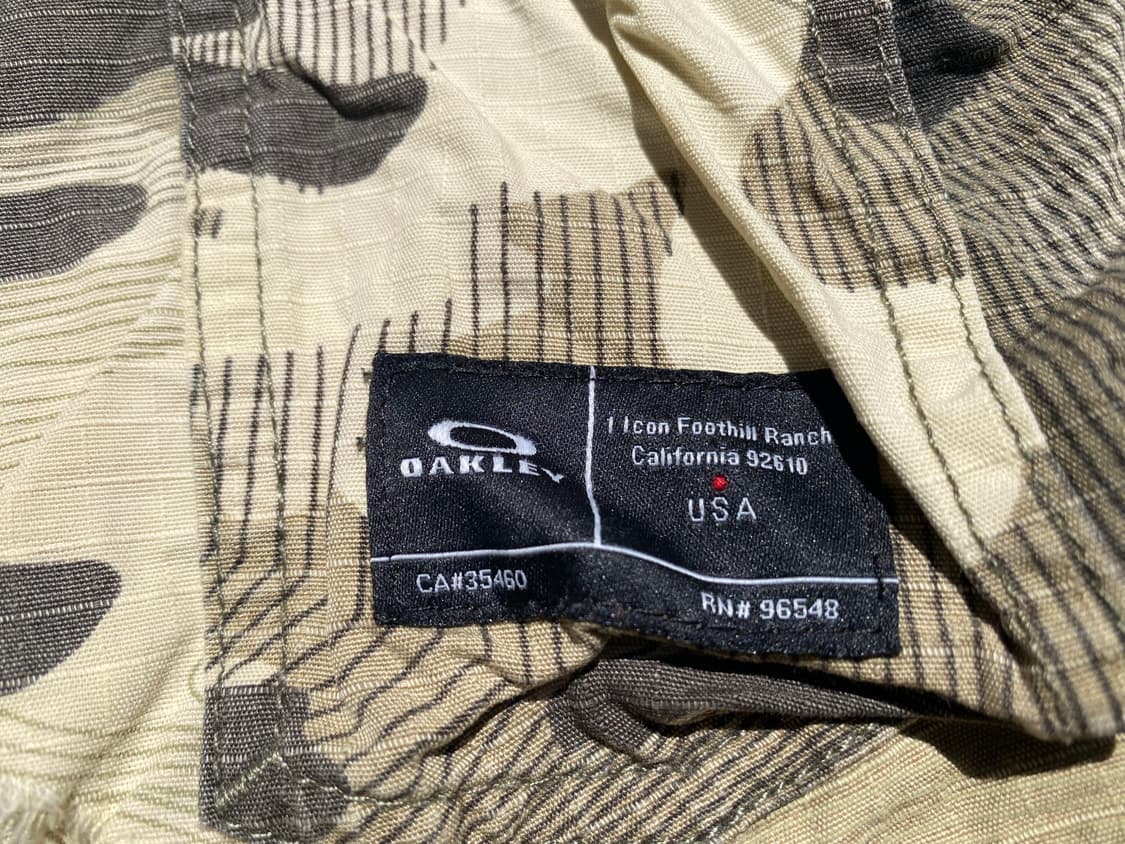 OAKLEY
1 Icon Foothill Ranch
California 92610
USA
CA#35460
RN# 96548